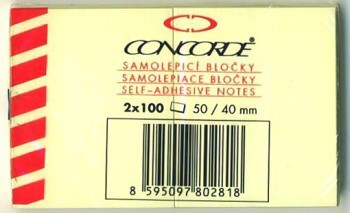 CONCORDE®
SAMOLEPICÍ BLOČKY
SAMOLEPIACE BLOČKY
SELF-ADHESIVE NOTES
2x100 50 / 40 mm
8 595097 802818